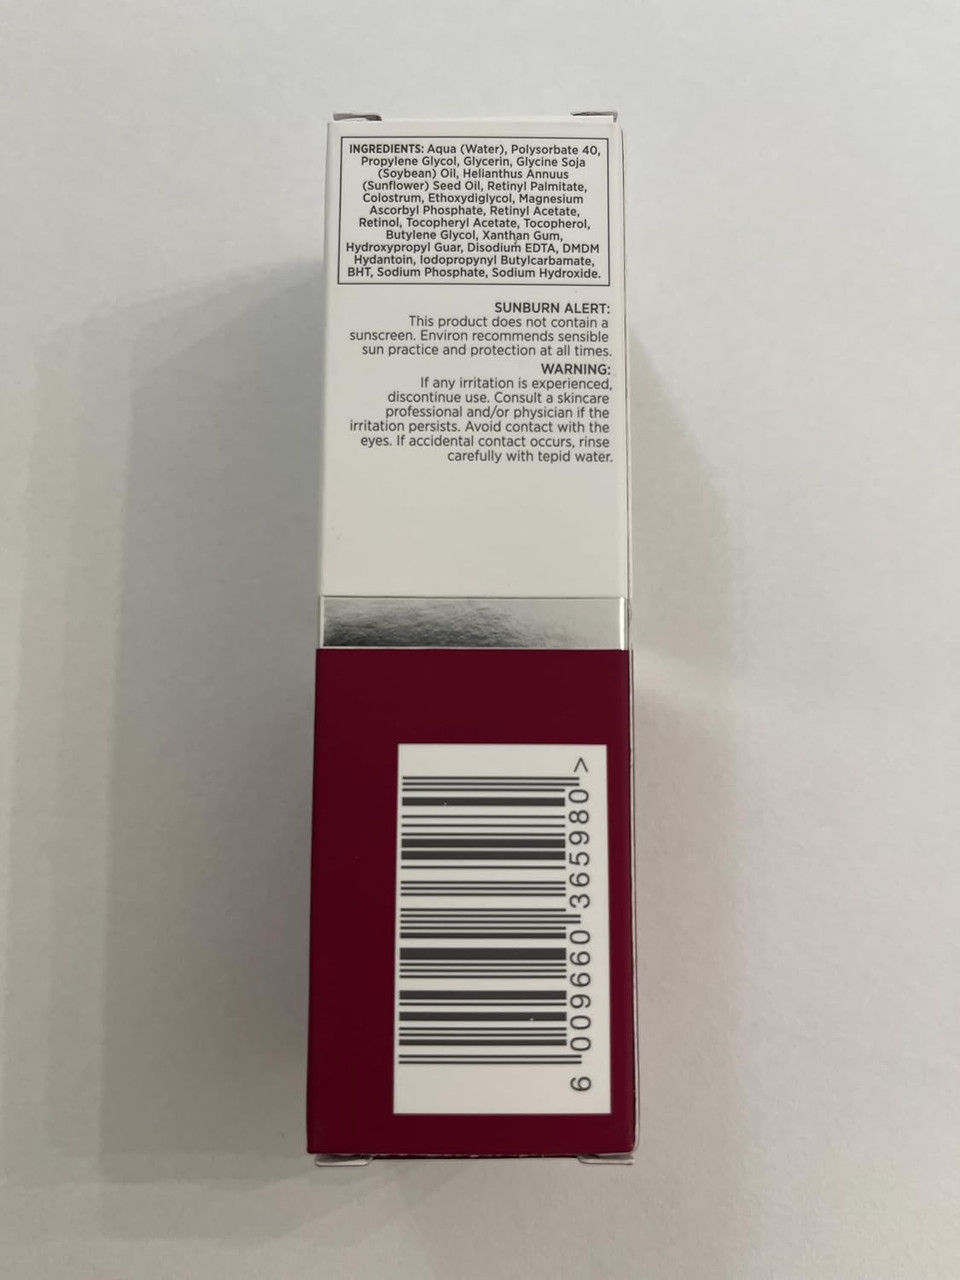 INGREDIENTS: Aqua (Water), Polysorbate 40,
Propylene Glycol, Glycerin, Glycine Soja
(Soybean) Oil, Helianthus Annuus
(Sunflower) Seed Oil, Retinyl Palmitate,
Colostrum, Ethoxydiglycol, Magnesium
Ascorbyl Phosphate, Retinyl Acetate,
Retinol, Tocopheryl Acetate, Tocopherol,
Butylene Glycol, Xanthan Gum,
Hydroxypropyl Guar, Disodium EDTA, DMDM
Hydantoin, Iodopropynyl Butylcarbamate,
BHT, Sodium Phosphate, Sodium Hydroxide.
SUNBURN ALERT:
This product does not contain a
sunscreen. Environ recommends sensible
sun practice and protection at all times.
WARNING:
If any irritation is experienced,
discontinue use. Consult a skincare
professional and/or physician if the
irritation persists. Avoid contact with the
eyes. If accidental contact occurs, rinse
carefully with tepid water.
6 009660 365980 >